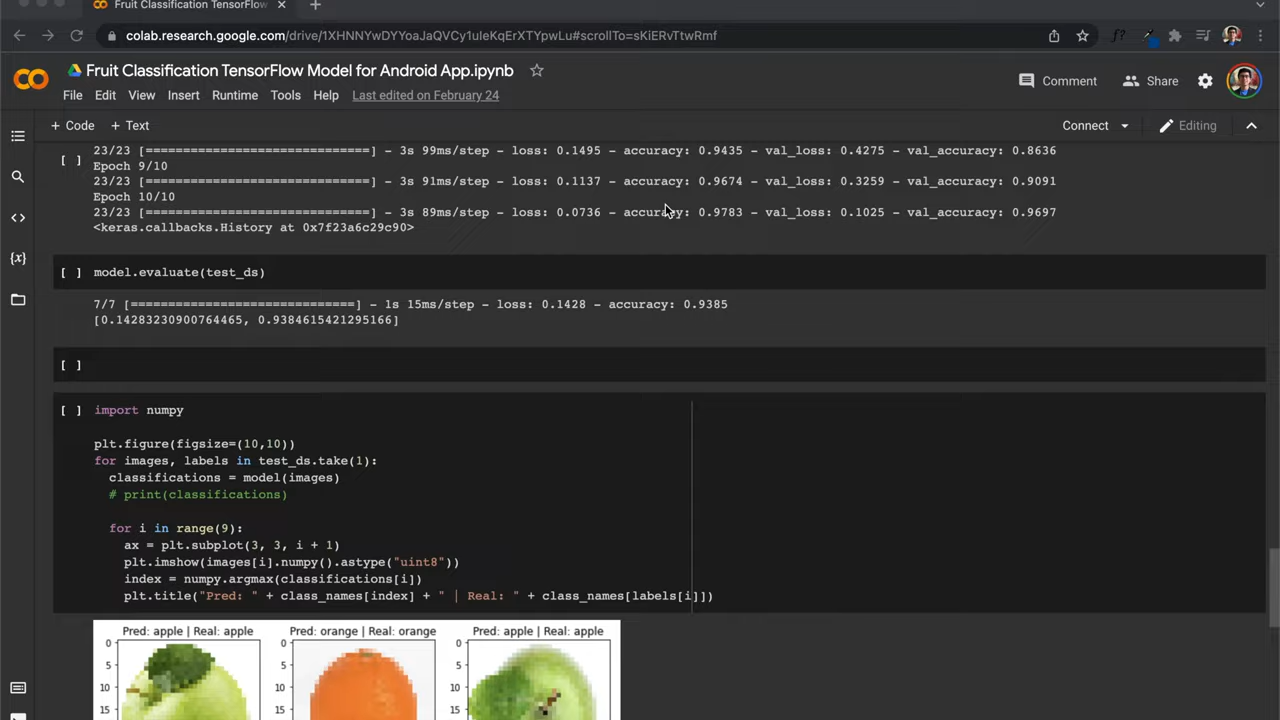 Fruit Classification TensorFlow
colab.research.google.com/drive/1XHNNYwDYYoaJaQVCy1uIeKqErXTYpwLu#scrollTo=sKiERvTtwRmf
Fruit Classification TensorFlow Model for Android App.ipynb
Comment
Share
File Edit View Insert Runtime Tools Help Last edited on February 24
+ Code + Text
Connect
Editing
[ ] 23/23 [==============================] - 3s 99ms/step - loss: 0.1495 - accuracy: 0.9435 - val_loss: 0.4275 - val_accuracy: 0.8636
Epoch 9/10
23/23 [==============================] - 3s 91ms/step - loss: 0.1137 - accuracy: 0.9674 - val_loss: 0.3259 - val_accuracy: 0.9091
Epoch 10/10
23/23 [==============================] - 3s 89ms/step - loss: 0.0736 - accuracy: 0.9783 - val_loss: 0.1025 - val_accuracy: 0.9697
<keras.callbacks.History at 0x7f23a6c29c90>
[ ] model.evaluate(test_ds)
7/7 [==============================] - 1s 15ms/step - loss: 0.1428 - accuracy: 0.9385
[0.14283230900764465, 0.9384615421295166]
[ ]
[ ] import numpy
plt.figure(figsize=(10,10))
for images, labels in test_ds.take(1):
classifications = model(images)
# print(classifications)
for i in range(9):
ax = plt.subplot(3, 3, i + 1)
plt.imshow(images[i].numpy().astype("uint8"))
index = numpy.argmax(classifications[i])
plt.title("Pred: " + class_names[index] + " | Real: " + class_names[labels[i]])
Pred: apple | Real: apple
Pred: orange | Real: orange
Pred: apple | Real: apple
0 0 0
5 5 5
10 10 10
15 15 15